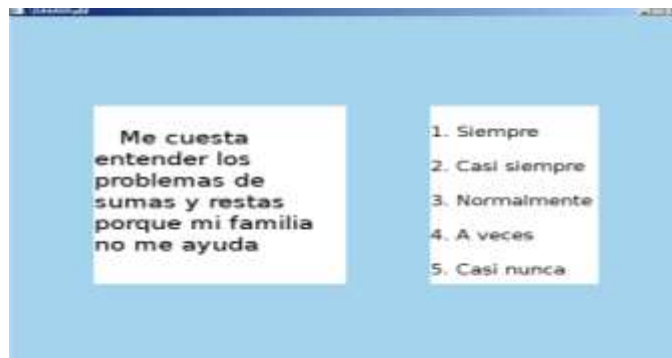 Me cuesta
entender los
problemas de
sumas y restas
porque mi familia
no me ayuda
1. Siempre
2. Casi siempre
3. Normalmente
4. A veces
5. Casi nunca